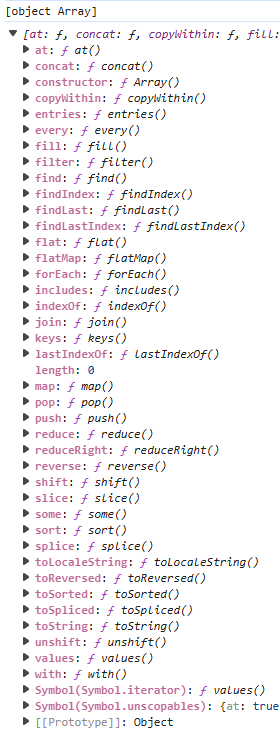 [object Array]
▼ [at: ƒ, concat: ƒ, copyWithin: ƒ, fill:
▶ at: ƒ at()
▶ concat: ƒ concat()
▶ constructor: ƒ Array()
▶ copyWithin: ƒ copyWithin()
▶ entries: ƒ entries()
▶ every: ƒ every()
▶ fill: ƒ fill()
▶ filter: ƒ filter()
▶ find: ƒ find()
▶ findIndex: ƒ findIndex()
▶ findLast: ƒ findLast()
▶ findLastIndex: ƒ findLastIndex()
▶ flat: ƒ flat()
▶ flatMap: ƒ flatMap()
▶ forEach: ƒ forEach()
▶ includes: ƒ includes()
▶ indexOf: ƒ indexOf()
▶ join: ƒ join()
▶ keys: ƒ keys()
▶ lastIndexOf: ƒ lastIndexOf()
length: 0
▶ map: ƒ map()
▶ pop: ƒ pop()
▶ push: ƒ push()
▶ reduce: ƒ reduce()
▶ reduceRight: ƒ reduceRight()
▶ reverse: ƒ reverse()
▶ shift: ƒ shift()
▶ slice: ƒ slice()
▶ some: ƒ some()
▶ sort: ƒ sort()
▶ splice: ƒ splice()
▶ toLocaleString: ƒ toLocaleString()
▶ toReversed: ƒ toReversed()
▶ toSorted: ƒ toSorted()
▶ toSpliced: ƒ toSpliced()
▶ toString: ƒ toString()
▶ unshift: ƒ unshift()
▶ values: ƒ values()
▶ with: ƒ with()
▶ Symbol(Symbol.iterator): ƒ values()
▶ Symbol(Symbol.unscopables): {at: true
▶ [[Prototype]]: Object